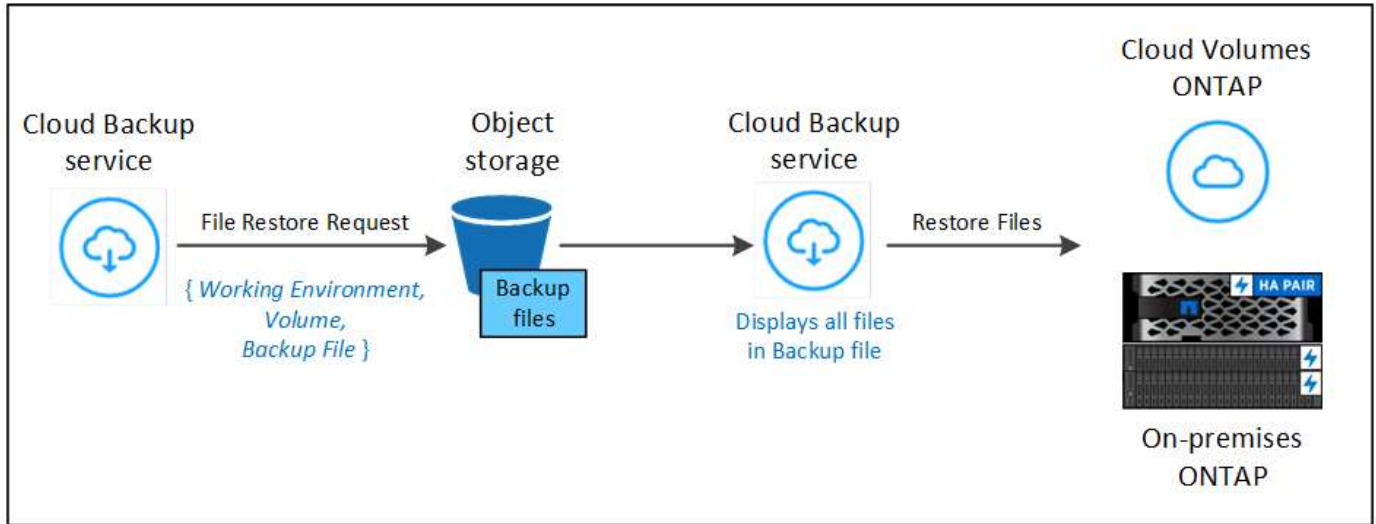 Cloud Backup
service
File Restore Request
{ Working Environment,
Volume,
Backup File }
Object
storage
Backup
files
Cloud Backup
service
Displays all files
in Backup file
Restore Files
Cloud Volumes
ONTAP
HA PAIR
On-premises
ONTAP